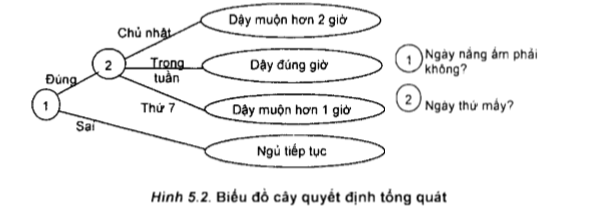 Chủ nhật
Dậy muộn hơn 2 giờ
2
Trong
tuần
Dậy đúng giờ
Đúng
1
Thứ 7
Dậy muộn hơn 1 giờ
Sai
Ngủ tiếp tục
1
Ngày nắng ấm phải
không?
2
Ngày thứ mấy?
Hình 5.2. Biểu đồ cây quyết định tổng quát